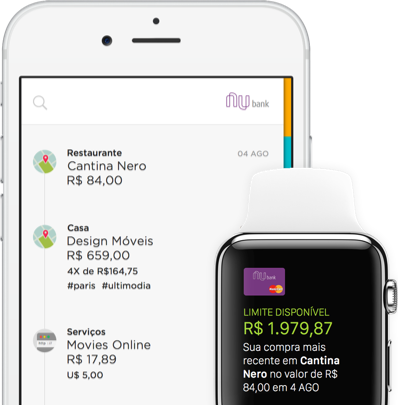 nu bank
Restaurante
04 AGO
Cantina Nero
R$ 84,00
Casa
Design Móveis
R$ 659,00
4X de R$164,75
#paris #ultimodia
Serviços
Movies Online
R$ 17,89
U$ 5,00
nu bank
MasterCard
LIMITE DISPONÍVEL
R$ 1.979,87
Sua compra mais
recente em Cantina
Nero no valor de R$
84,00 em 4 AGO